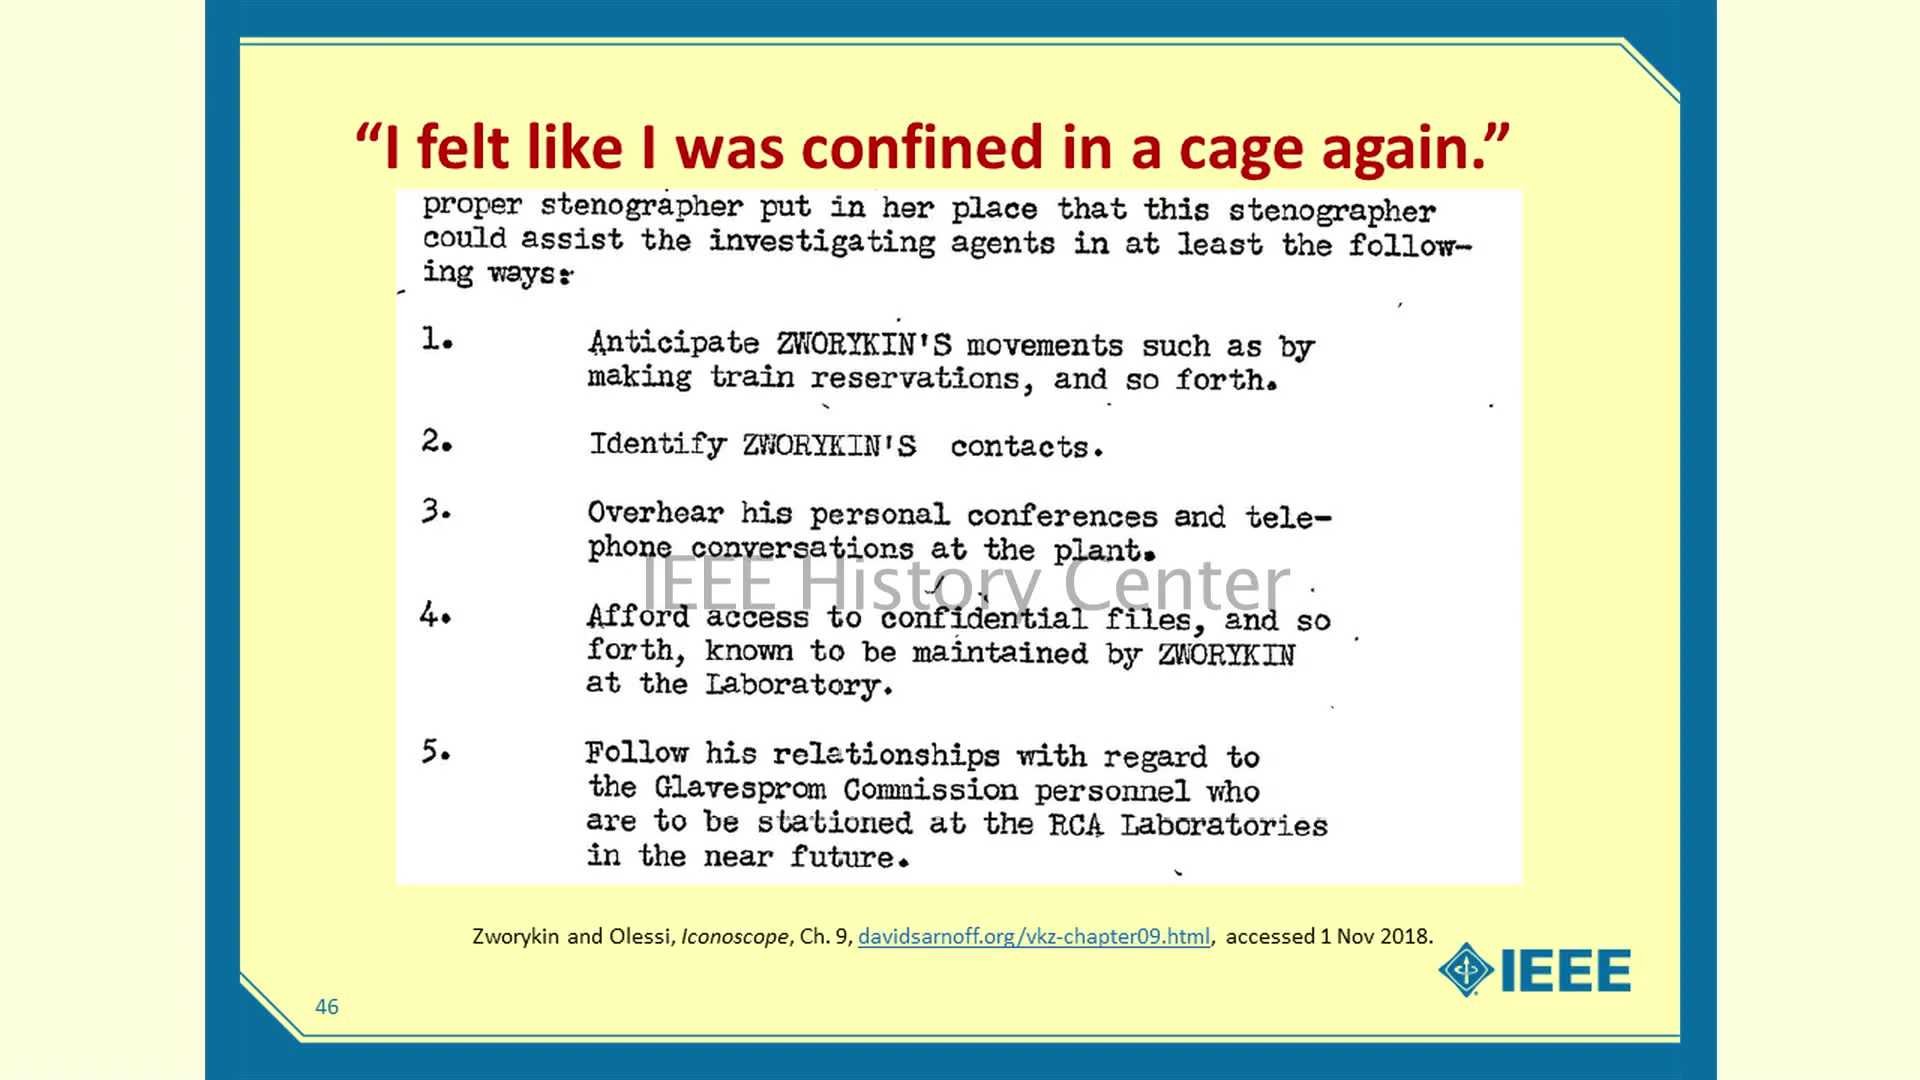 “I felt like I was confined in a cage again.”
proper stenographer put in her place that this stenographer
could assist the investigating agents in at least the follow-
ing ways:
1. Anticipate ZWORYKIN'S movements such as by
making train reservations, and so forth.
2. Identify ZWORYKIN'S contacts.
3. Overhear his personal conferences and tele-
phone conversations at the plant.
IEEE History Center
4. Afford access to confidential files, and so
forth, known to be maintained by ZWORYKIN
at the Laboratory.
5. Follow his relationships with regard to
the Glavesprom Commission personnel who
are to be stationed at the RCA Laboratories
in the near future.
Zworykin and Olessi, Iconoscope, Ch. 9, davidsarnoff.org/vkz-chapter09.html, accessed 1 Nov 2018.
IEEE
46